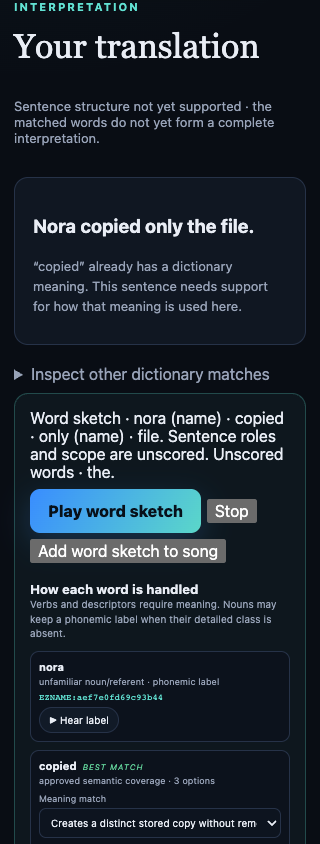 INTERPRETATION
Your translation
Sentence structure not yet supported · the
matched words do not yet form a complete
interpretation.
Nora copied only the file.
“copied” already has a dictionary
meaning. This sentence needs support
for how that meaning is used here.
▶ Inspect other dictionary matches
Word sketch · nora (name) · copied
· only (name) · file. Sentence roles
and scope are unscored. Unscored
words · the.
Play word sketch Stop
Add word sketch to song
How each word is handled
Verbs and descriptors require meaning. Nouns may
keep a phonemic label when their detailed class is
absent.
nora
unfamiliar noun/referent · phonemic label
EZNAME:aef7e0fd69c93b44
▶ Hear label
copied BEST MATCH
approved semantic coverage · 3 options
Meaning match
Creates a distinct stored copy without rem